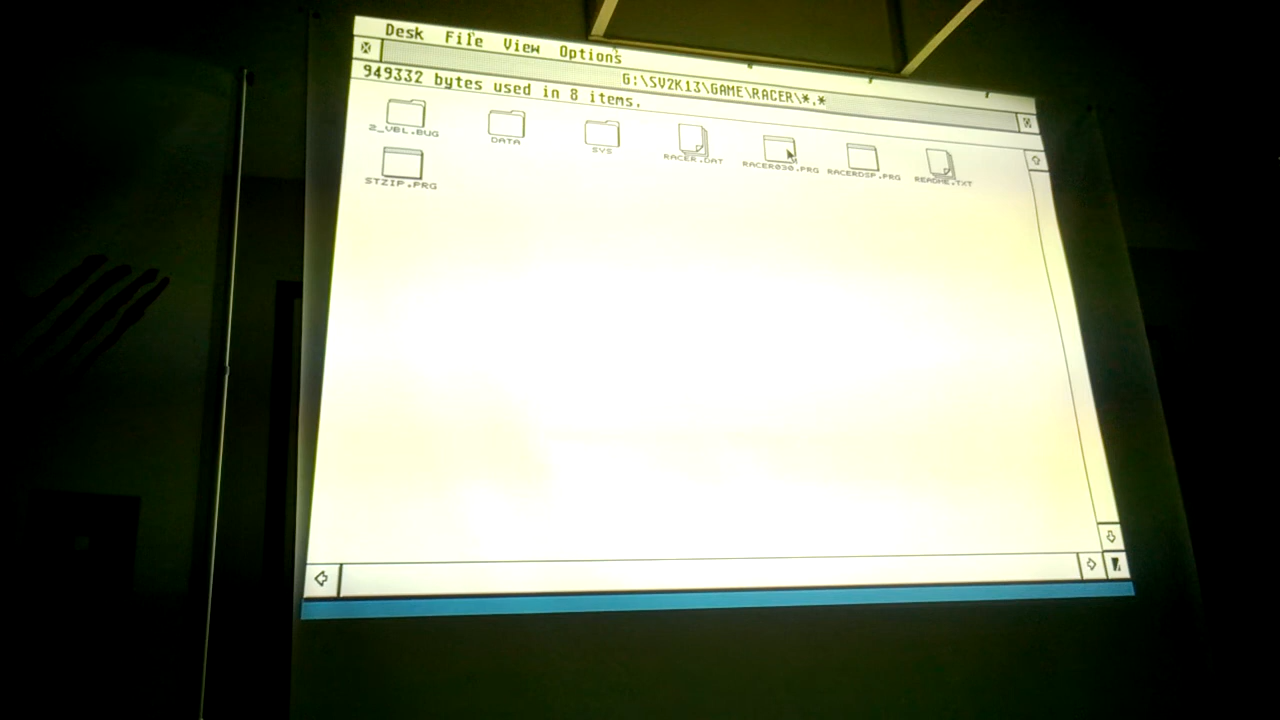 Desk File View Options
G:\SV2K13\GAME\RACER\*.*
949332 bytes used in 8 items.
2_VBL.BUG DATA SYS RACER.DAT RACER030.PRG RACERDSP.PRG README.TXT
STZIP.PRG